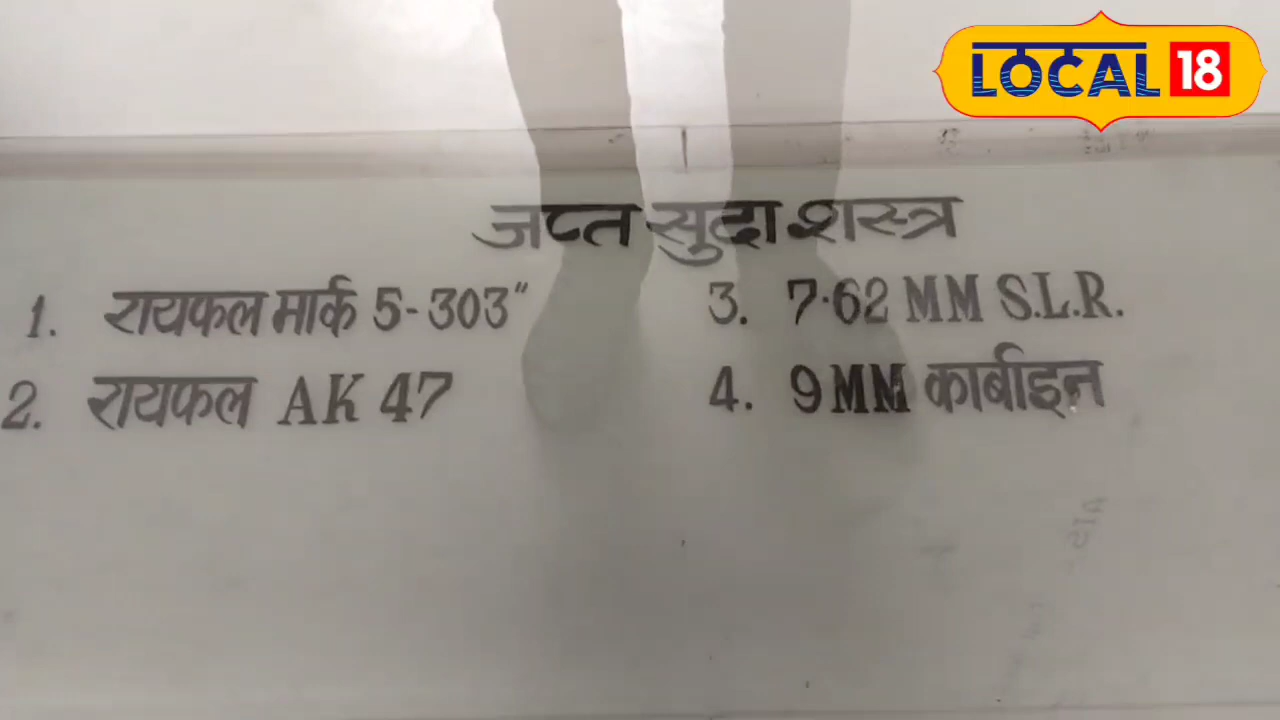 LOCAL 18
जप्त सुदा शस्त्र
1. रायफल मार्क 5-303"
2. रायफल AK 47
3. 7.62 MM S.L.R.
4. 9 MM कार्बाइन